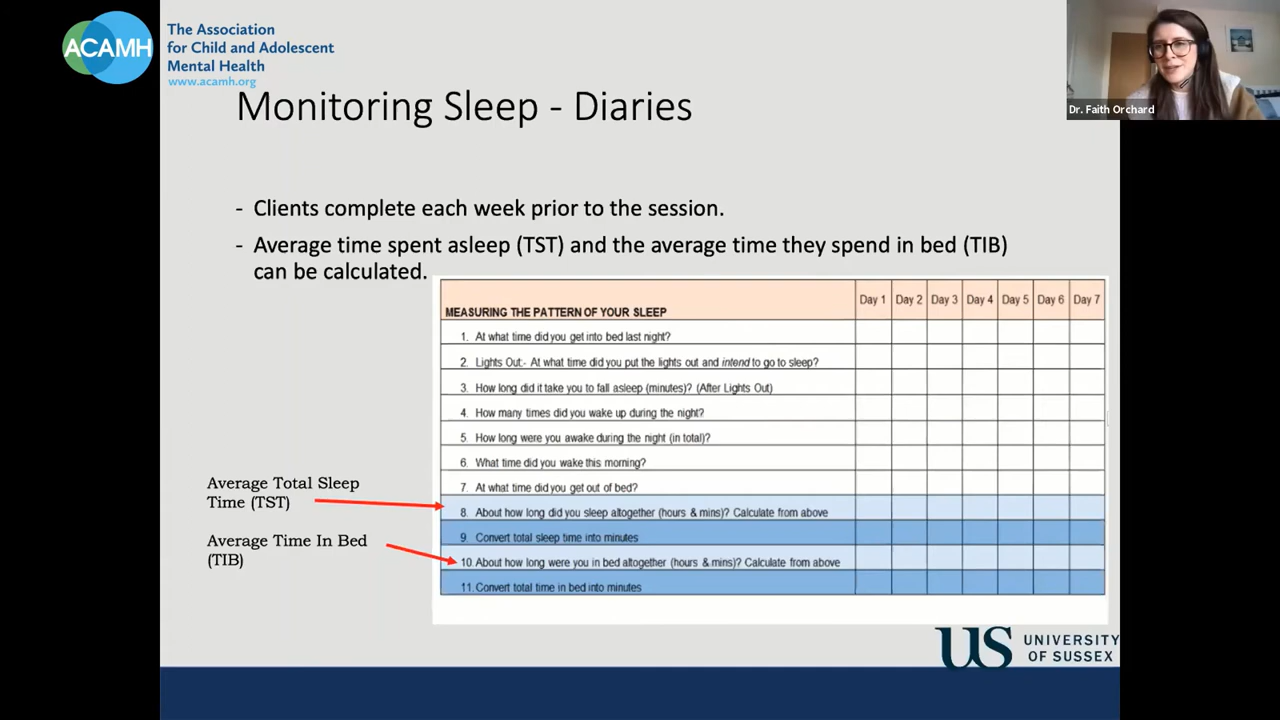 ACAMH
The Association
for Child and Adolescent
Mental Health
www.acamh.org
Dr. Faith Orchard
Monitoring Sleep - Diaries
- Clients complete each week prior to the session.
- Average time spent asleep (TST) and the average time they spend in bed (TIB)
can be calculated.
MEASURING THE PATTERN OF YOUR SLEEP Day 1 Day 2 Day 3 Day 4 Day 5 Day 6 Day 7
1. At what time did you get into bed last night?
2. Lights Out:- At what time did you put the lights out and intend to go to sleep?
3. How long did it take you to fall asleep (minutes)? (After Lights Out)
4. How many times did you wake up during the night?
5. How long were you awake during the night (in total)?
6. What time did you wake this morning?
7. At what time did you get out of bed?
8. About how long did you sleep altogether (hours & mins)? Calculate from above
9. Convert total sleep time into minutes
10. About how long were you in bed altogether (hours & mins)? Calculate from above
11. Convert total time in bed into minutes
Average Total Sleep
Time (TST)
Average Time In Bed
(TIB)
US UNIVERSITY
OF SUSSEX